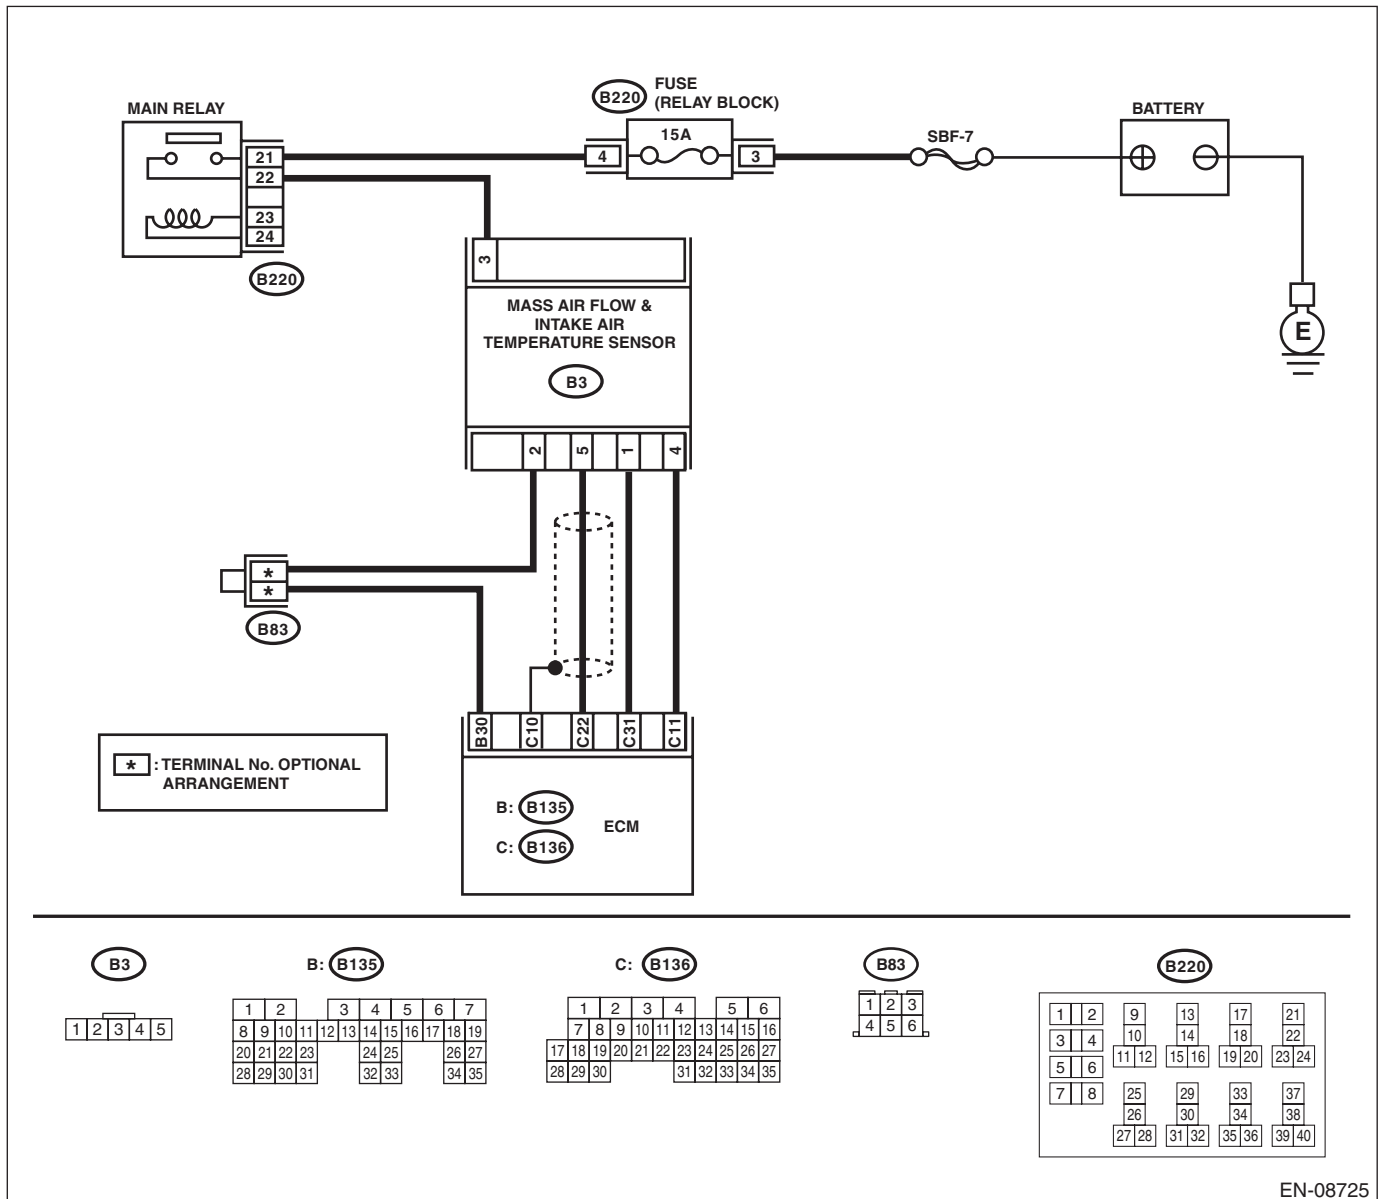 FUSE
(RELAY BLOCK)
B220
MAIN RELAY
BATTERY
SBF-7
15A
21
22
23
24
4
3
B220
3
MASS AIR FLOW &
INTAKE AIR
TEMPERATURE SENSOR
B3
E
2 5 1 4
*
*
B83
B30 C10 C22 C31 C11
* : TERMINAL No. OPTIONAL
ARRANGEMENT
B: B135
ECM
C: B136
B3
1 2 3 4 5
B: B135
1 2 3 4 5 6 7
8 9 10 11 12 13 14 15 16 17 18 19
20 21 22 23 24 25 26 27
28 29 30 31 32 33 34 35
C: B136
1 2 3 4 5 6
7 8 9 10 11 12 13 14 15 16
17 18 19 20 21 22 23 24 25 26 27
28 29 30 31 32 33 34 35
B83
1 2 3
4 5 6
B220
1 2 9 13 17 21
3 4 10 14 18 22
5 6 11 12 15 16 19 20 23 24
7 8 25 29 33 37
26 30 34 38
27 28 31 32 35 36 39 40
EN-08725